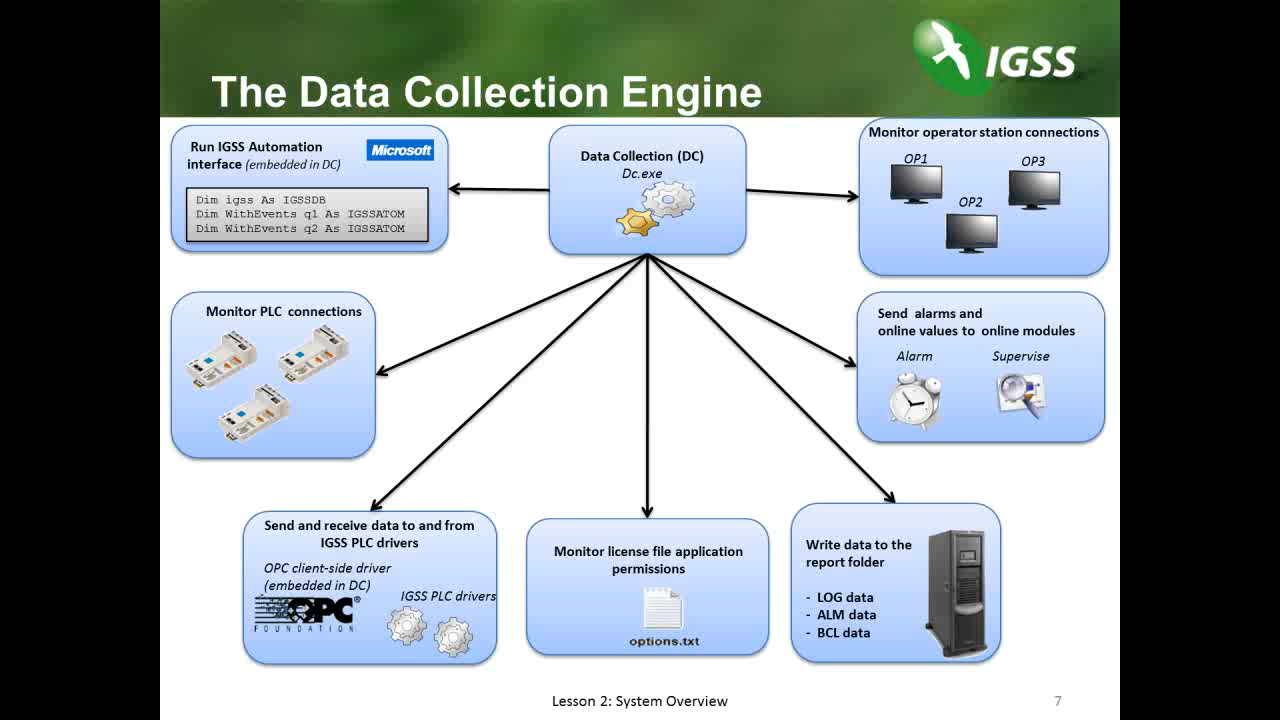 IGSS
The Data Collection Engine
Run IGSS Automation
interface (embedded in DC)
Microsoft
Dim igss As IGSSDB
Dim WithEvents q1 As IGSSATOM
Dim WithEvents q2 As IGSSATOM
Data Collection (DC)
Dc.exe
Monitor operator station connections
OP1
OP3
OP2
Monitor PLC connections
Send alarms and
online values to online modules
Alarm
Supervise
Send and receive data to and from
IGSS PLC drivers
OPC client-side driver
(embedded in DC)
IGSS PLC drivers
OPC®
FOUNDATION
Monitor license file application
permissions
options.txt
Write data to the
report folder
- LOG data
- ALM data
- BCL data
Lesson 2: System Overview
7